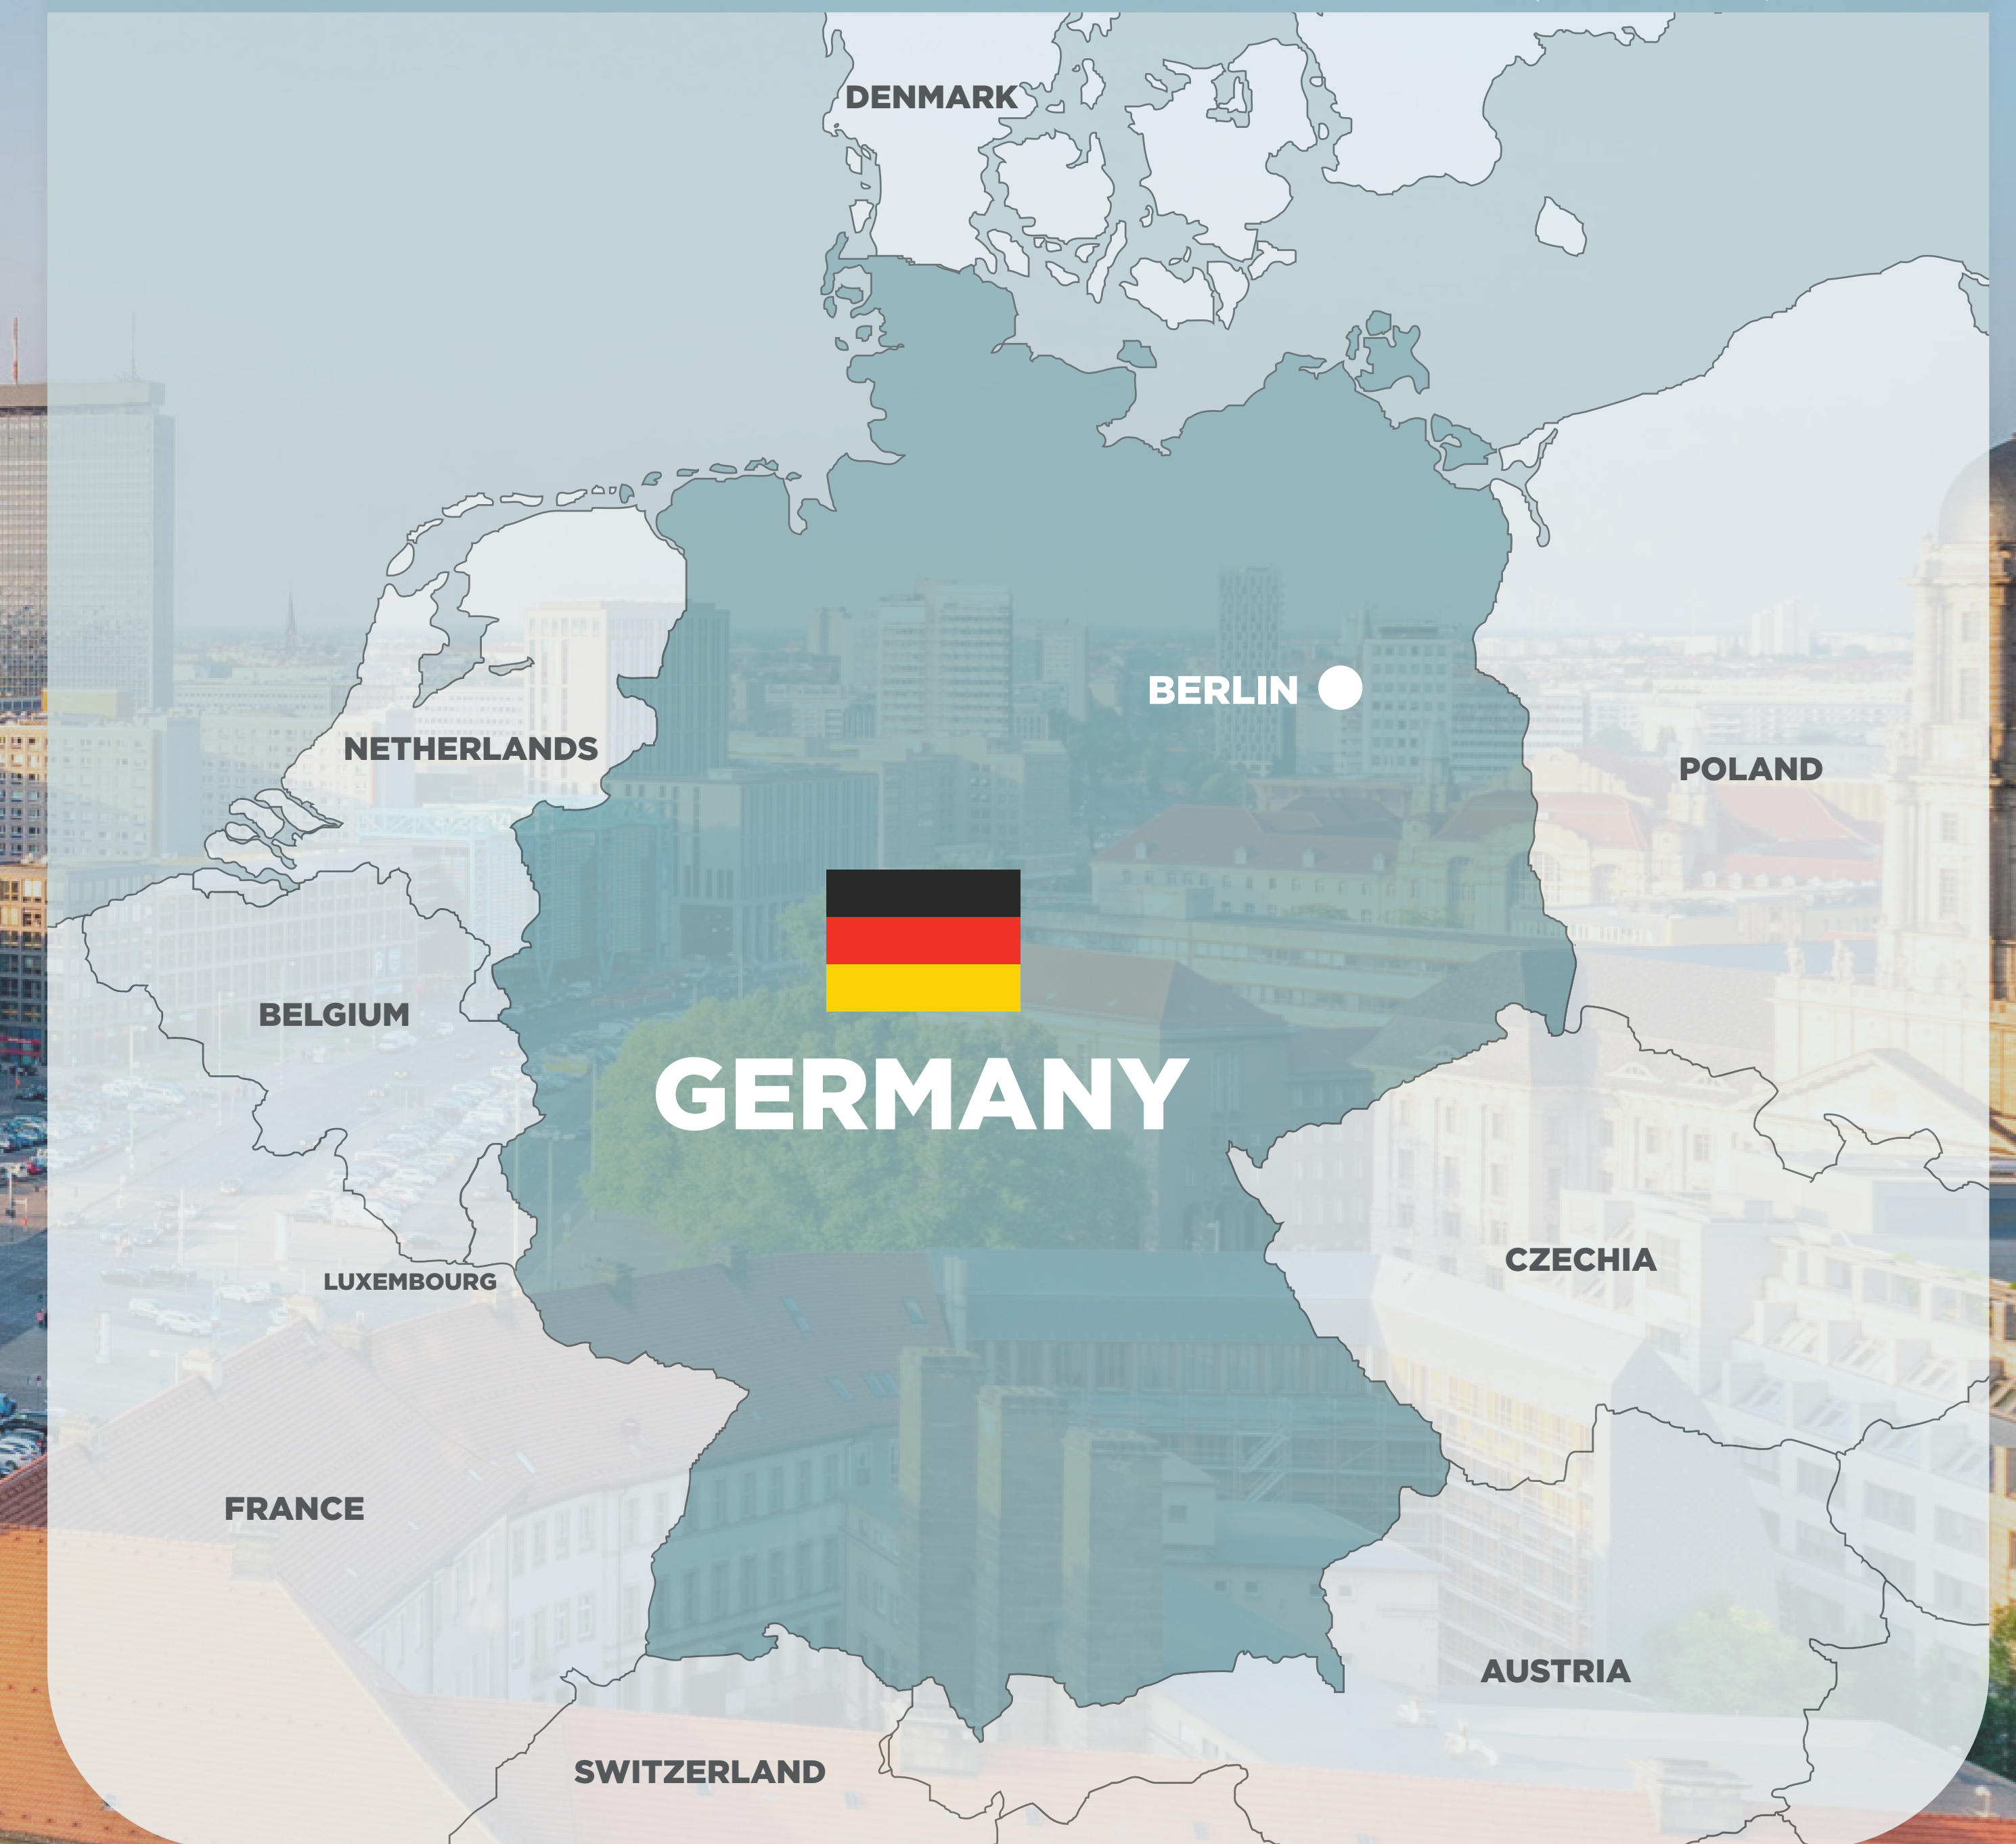 DENMARK
BERLIN
NETHERLANDS
POLAND
BELGIUM
GERMANY
CZECHIA
LUXEMBOURG
FRANCE
AUSTRIA
SWITZERLAND